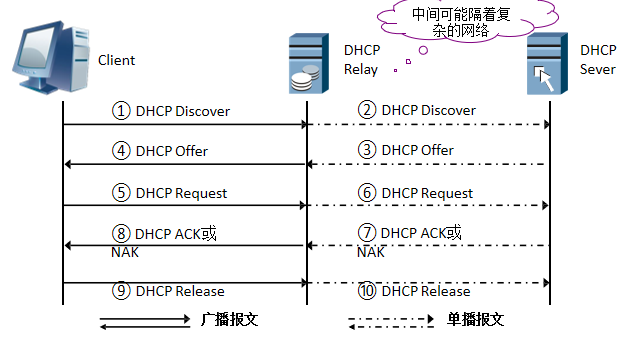 中间可能隔着复
杂的网络
Client
DHCP
Relay
DHCP
Sever
① DHCP Discover
② DHCP Discover
④ DHCP Offer
③ DHCP Offer
⑤ DHCP Request
⑥ DHCP Request
⑧ DHCP ACK或
NAK
⑦ DHCP ACK或
NAK
⑨ DHCP Release
⑩ DHCP Release
广播报文
单播报文